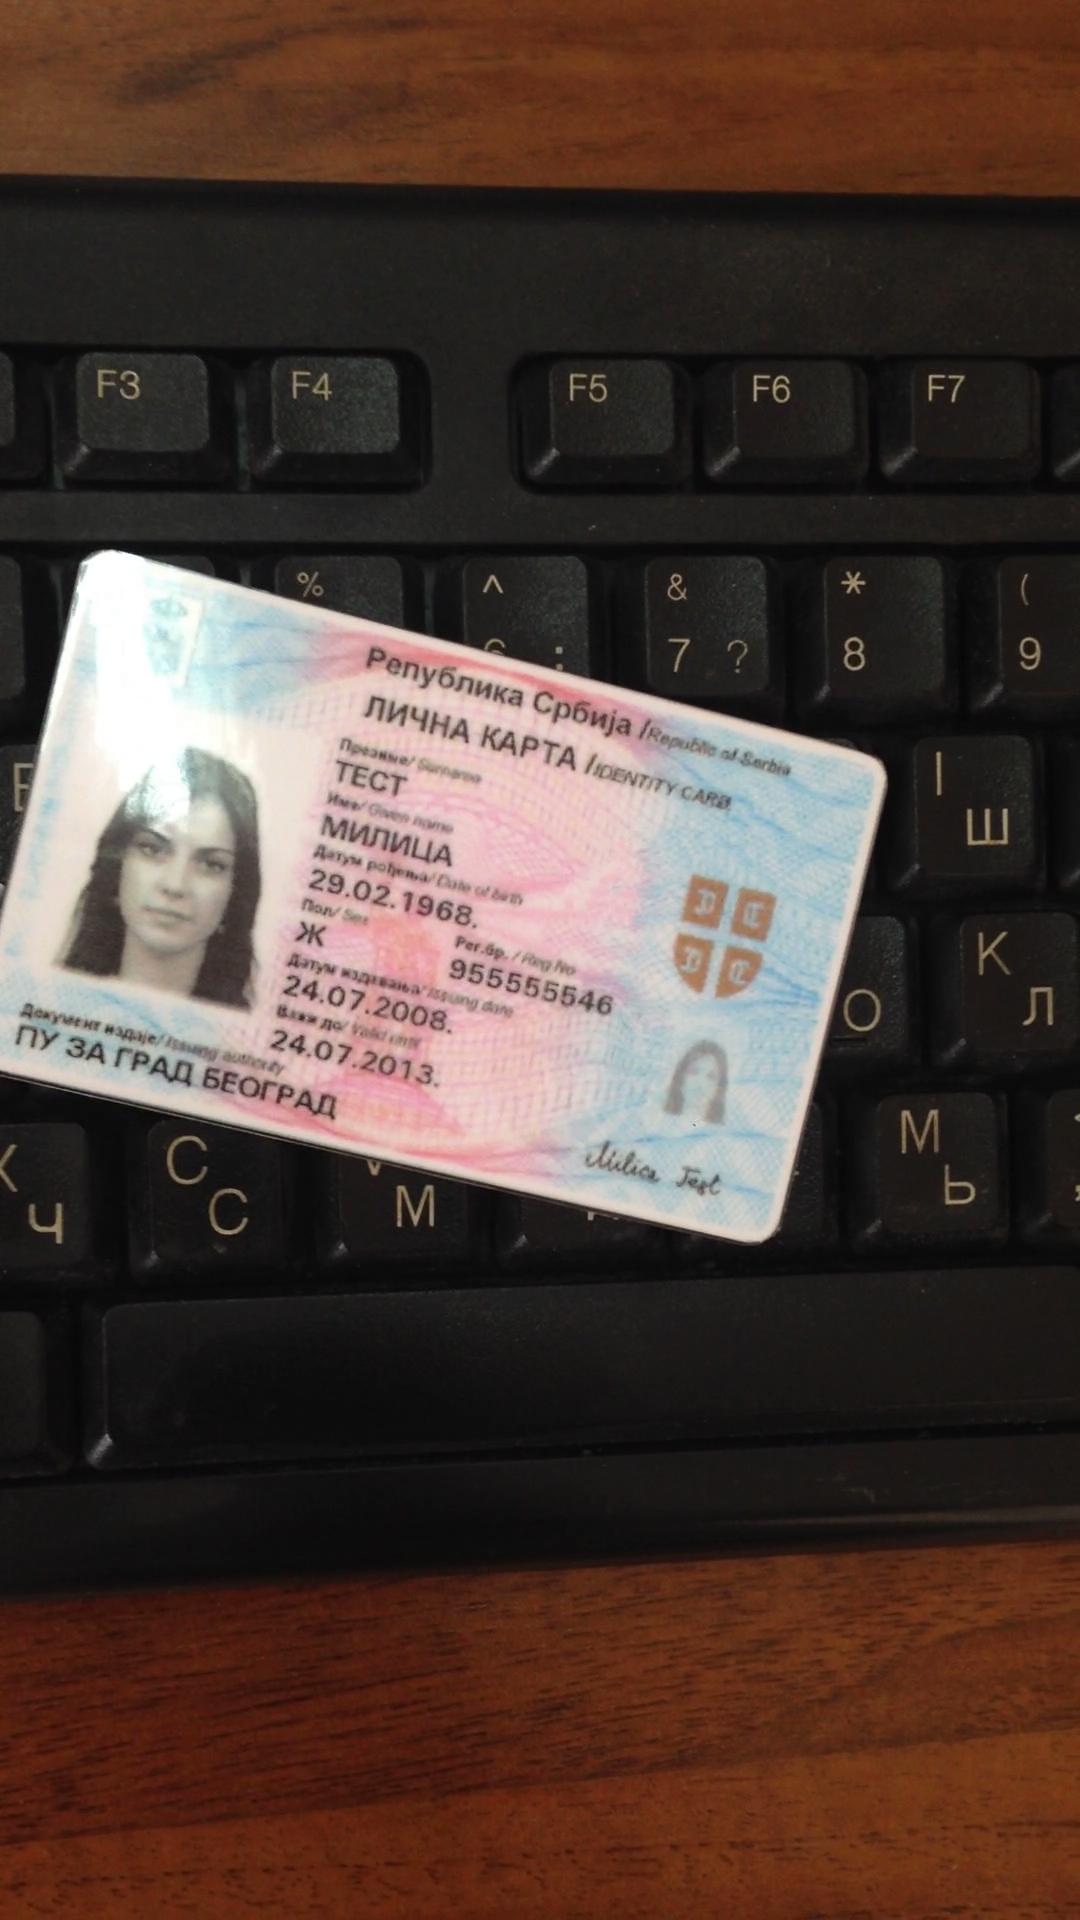 F3 F4 F5 F6 F7
% ^ & * (
6 : 7 ? 8 9
Република Србија / Republic of Serbia
ЛИЧНА КАРТА / IDENTITY CARD
Презиме/ Surname
ТЕСТ
Име/ Given name
МИЛИЦА
Датум рођења/ Date of birth
29.02.1968.
Пол/ Sex
Ж
Рег.бр. / Reg No
955555546
Датум издавања/ Issuing date
24.07.2008.
Важи до/ Valid until
24.07.2013.
Документ издаје/ Issuing authority
ПУ ЗА ГРАД БЕОГРАД
Milica Test
I Ш
О K Л
Ч C С М M Ь